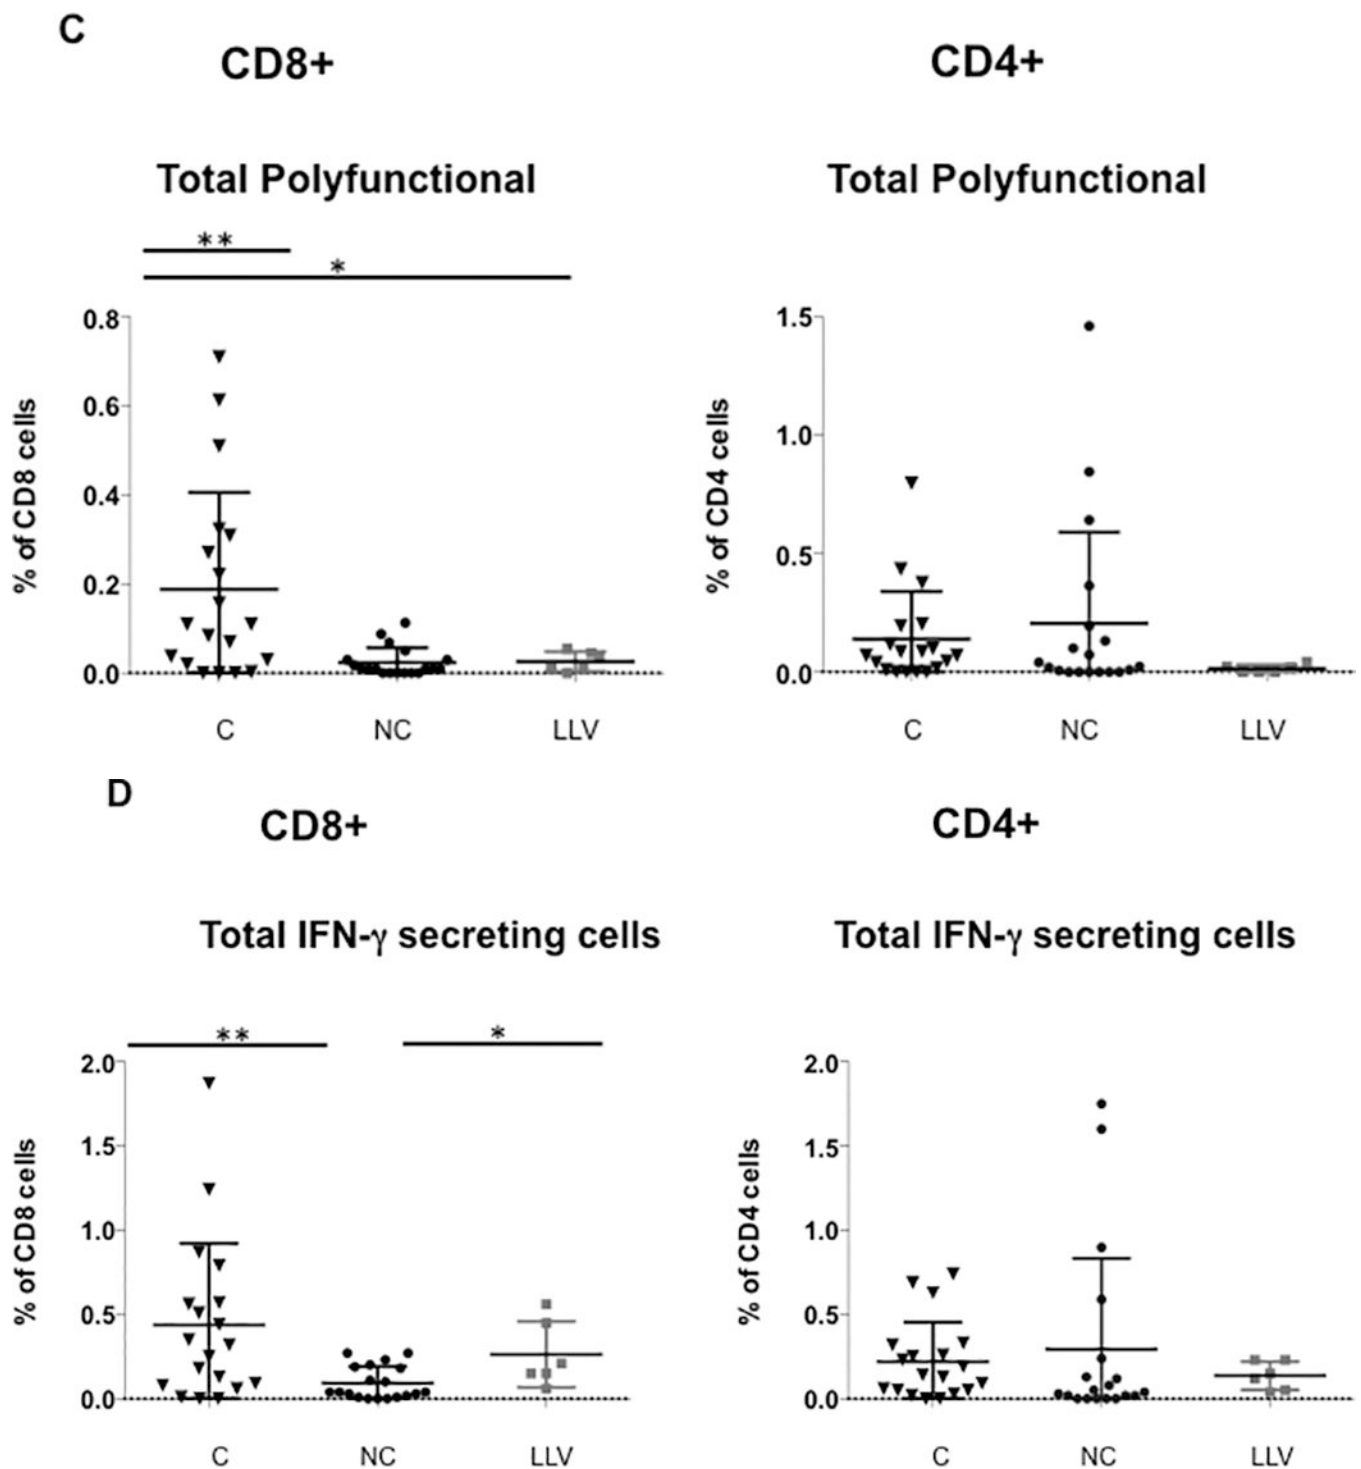 C
CD8+ CD4+
Total Polyfunctional Total Polyfunctional
**
*
0.8 1.5
0.6
1.0
0.4
0.5
0.2
0.0 0.0
% of CD8 cells % of CD4 cells
C NC LLV C NC LLV
D
CD8+ CD4+
Total IFN-γ secreting cells Total IFN-γ secreting cells
** *
2.0 2.0
1.5 1.5
1.0 1.0
0.5 0.5
0.0 0.0
% of CD8 cells % of CD4 cells
C NC LLV C NC LLV